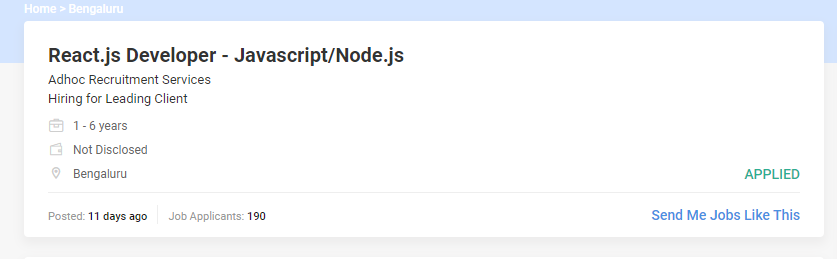 Home > Bengaluru
React.js Developer - Javascript/Node.js
Adhoc Recruitment Services
Hiring for Leading Client
1 - 6 years
Not Disclosed
Bengaluru
APPLIED
Posted: 11 days ago
Job Applicants: 190
Send Me Jobs Like This